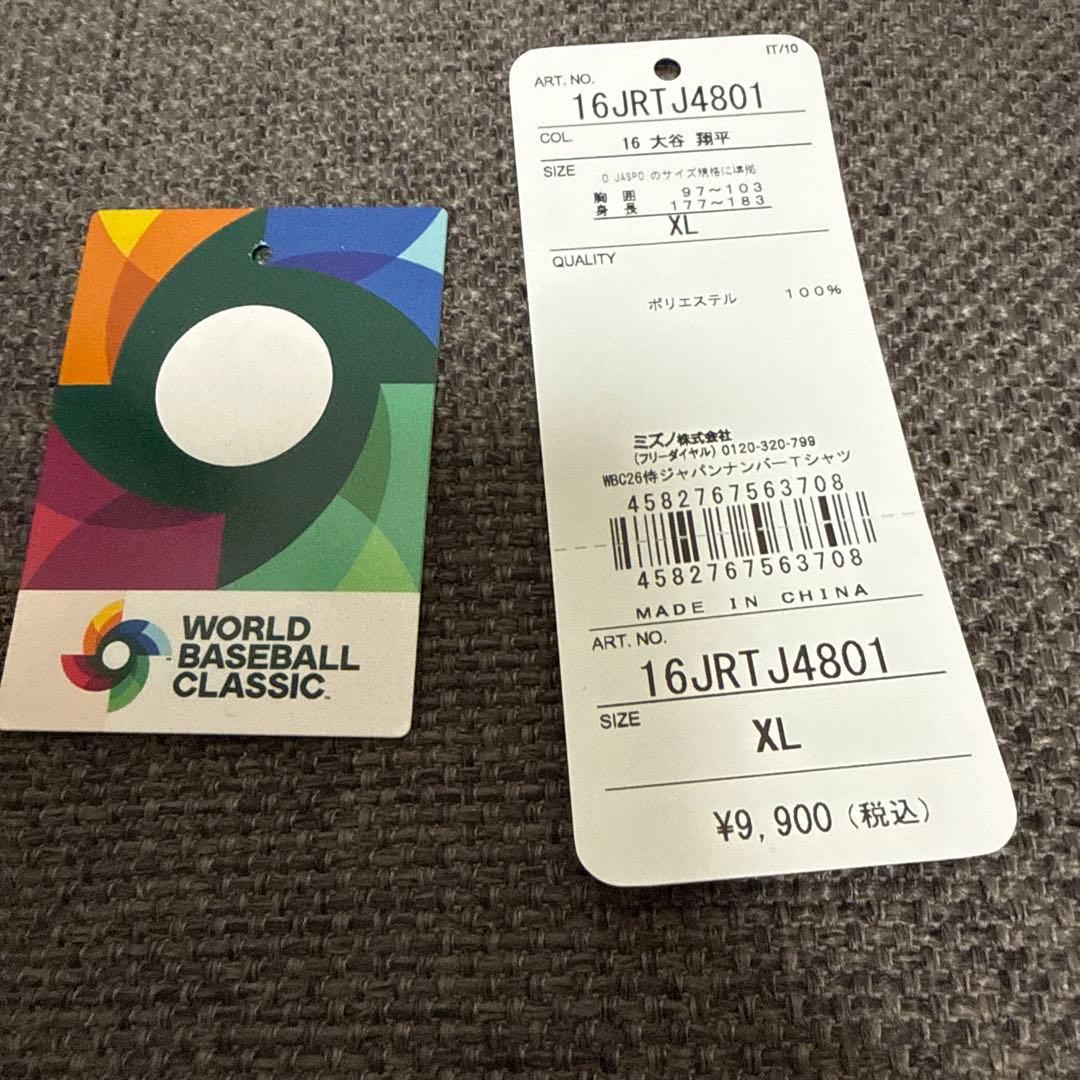 WORLD
BASEBALL
CLASSIC™
IT/10
ART. NO.
16JRTJ4801
COL.
16 大谷 翔平
SIZE
O JASPO のサイズ規格に準拠
胸囲 97~103
身長 177~183
XL
QUALITY
ポリエステル 100%
ミズノ株式会社
(フリーダイヤル) 0120-320-799
WBC26侍ジャパンナンバーTシャツ
4582767563708
4582767563708
MADE IN CHINA
ART. NO.
16JRTJ4801
SIZE
XL
¥9,900 (税込)